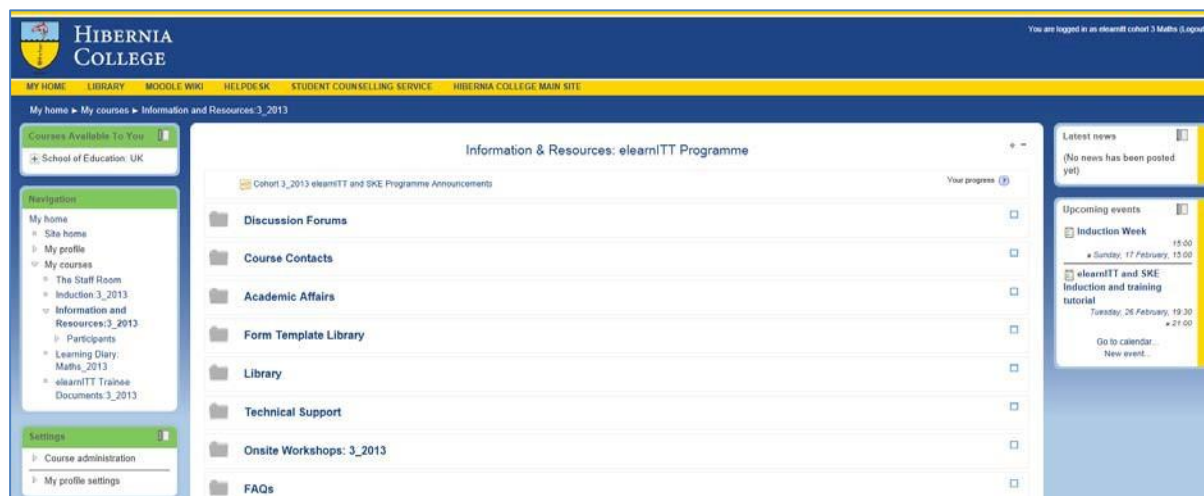 HIBERNIA
COLLEGE
You are logged in as elearnitt cohort 3 Maths (Logout
MY HOME LIBRARY MOODLE WIKI HELPDESK STUDENT COUNSELLING SERVICE HIBERNIA COLLEGE MAIN SITE
My home ► My courses ► Information and Resources:3_2013
Courses Available To You
School of Education: UK
Navigation
My home
Site home
My profile
My courses
The Staff Room
Induction:3_2013
Information and
Resources:3_2013
Participants
Learning Diary:
Maths_2013
elearnITT Trainee
Documents:3_2013
Settings
Course administration
My profile settings
Information & Resources: elearnITT Programme
Cohort 3_2013 elearnITT and SKE Programme Announcements
Your progress
Discussion Forums
Course Contacts
Academic Affairs
Form Template Library
Library
Technical Support
Onsite Workshops: 3_2013
FAQs
Latest news
(No news has been posted
yet)
Upcoming events
Induction Week
15:00
» Sunday, 17 February, 15:00
elearnITT and SKE
Induction and training
tutorial
Tuesday, 26 February, 19:30
» 21:00
Go to calendar...
New event...